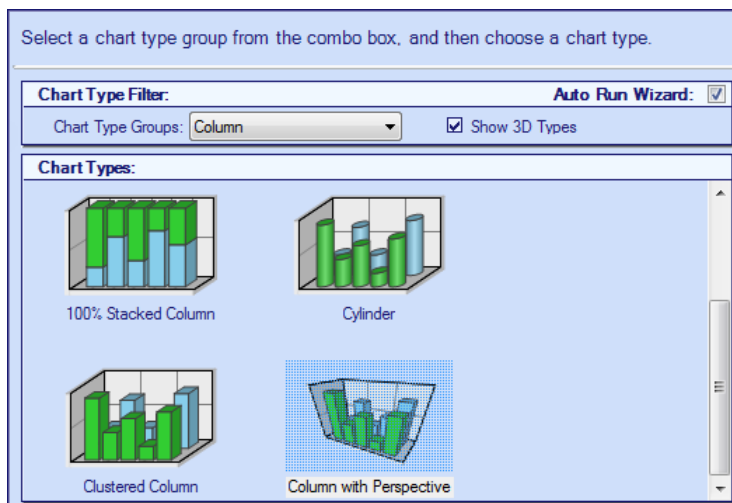 Select a chart type group from the combo box, and then choose a chart type.
Chart Type Filter: Auto Run Wizard:
Chart Type Groups: Column Show 3D Types
Chart Types:
100% Stacked Column Cylinder
Clustered Column Column with Perspective